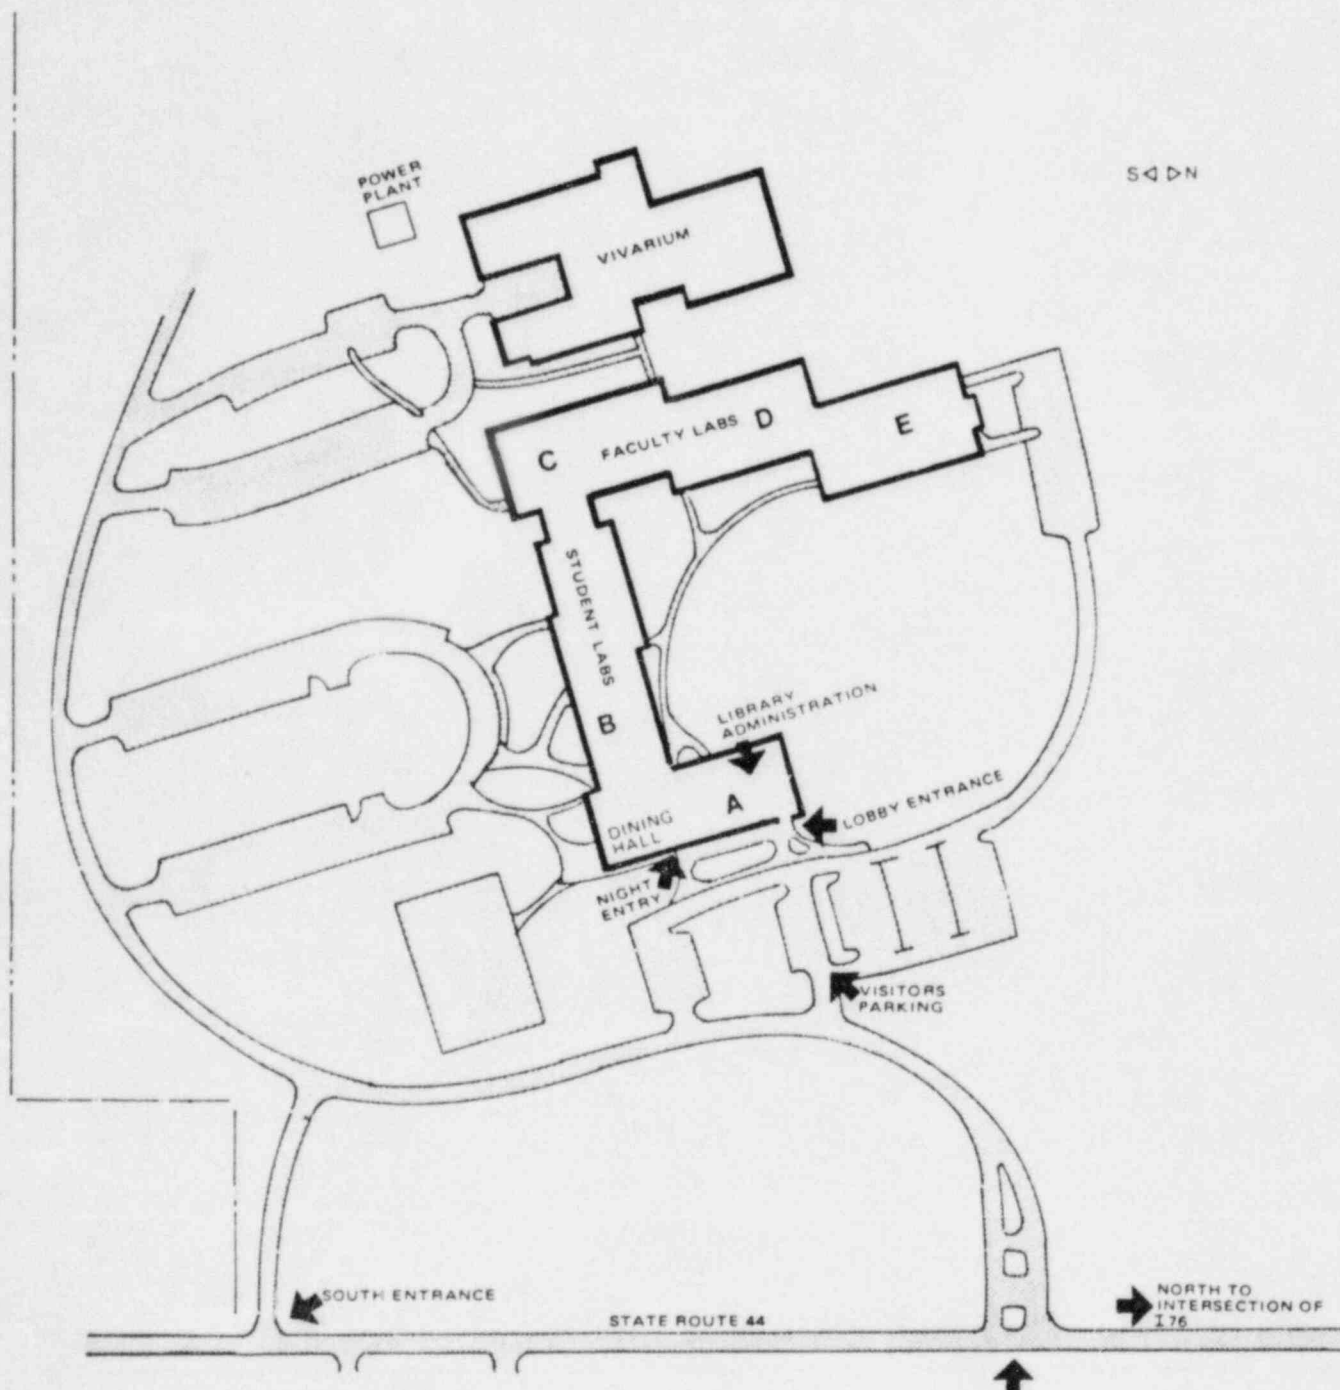 POWER
PLANT
S N
VIVARIUM
FACULTY LABS
D
E
C
STUDENT LABS
B
LIBRARY
ADMINISTRATION
A
LOBBY ENTRANCE
DINING
HALL
NIGHT
ENTRY
VISITORS
PARKING
SOUTH ENTRANCE
STATE ROUTE 44
NORTH TO
INTERSECTION OF
I 76